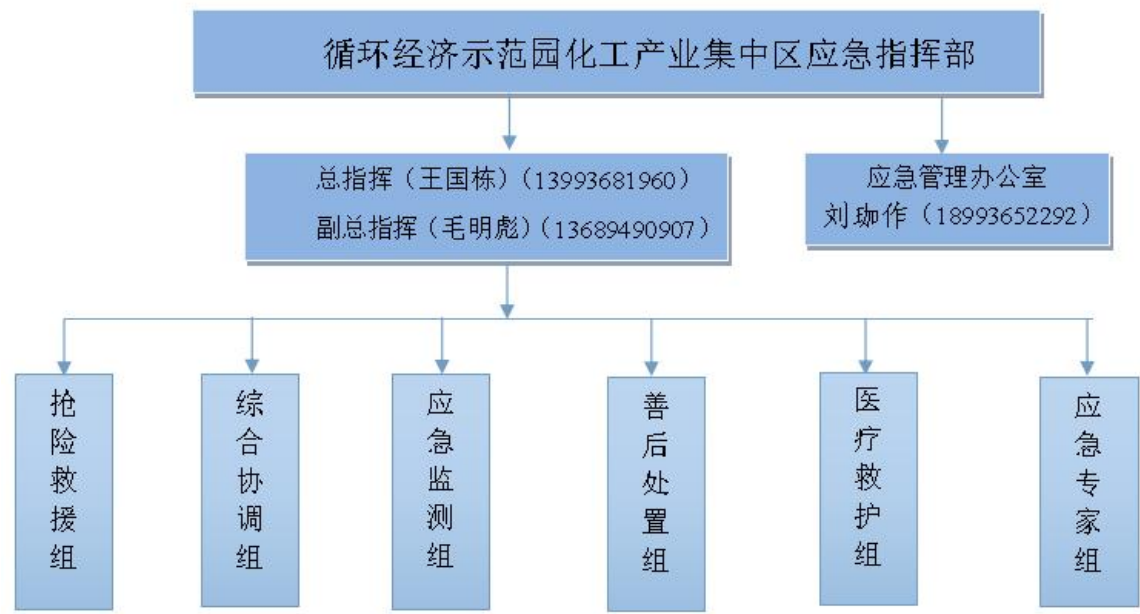 循环经济示范园化工产业集中区应急指挥部
总指挥（王国栋）（13993681960）
副总指挥（毛明彪）（13689490907）
应急管理办公室
刘珈作（18993652292）
抢险救援组
综合协调组
应急监测组
善后处置组
医疗救护组
应急专家组